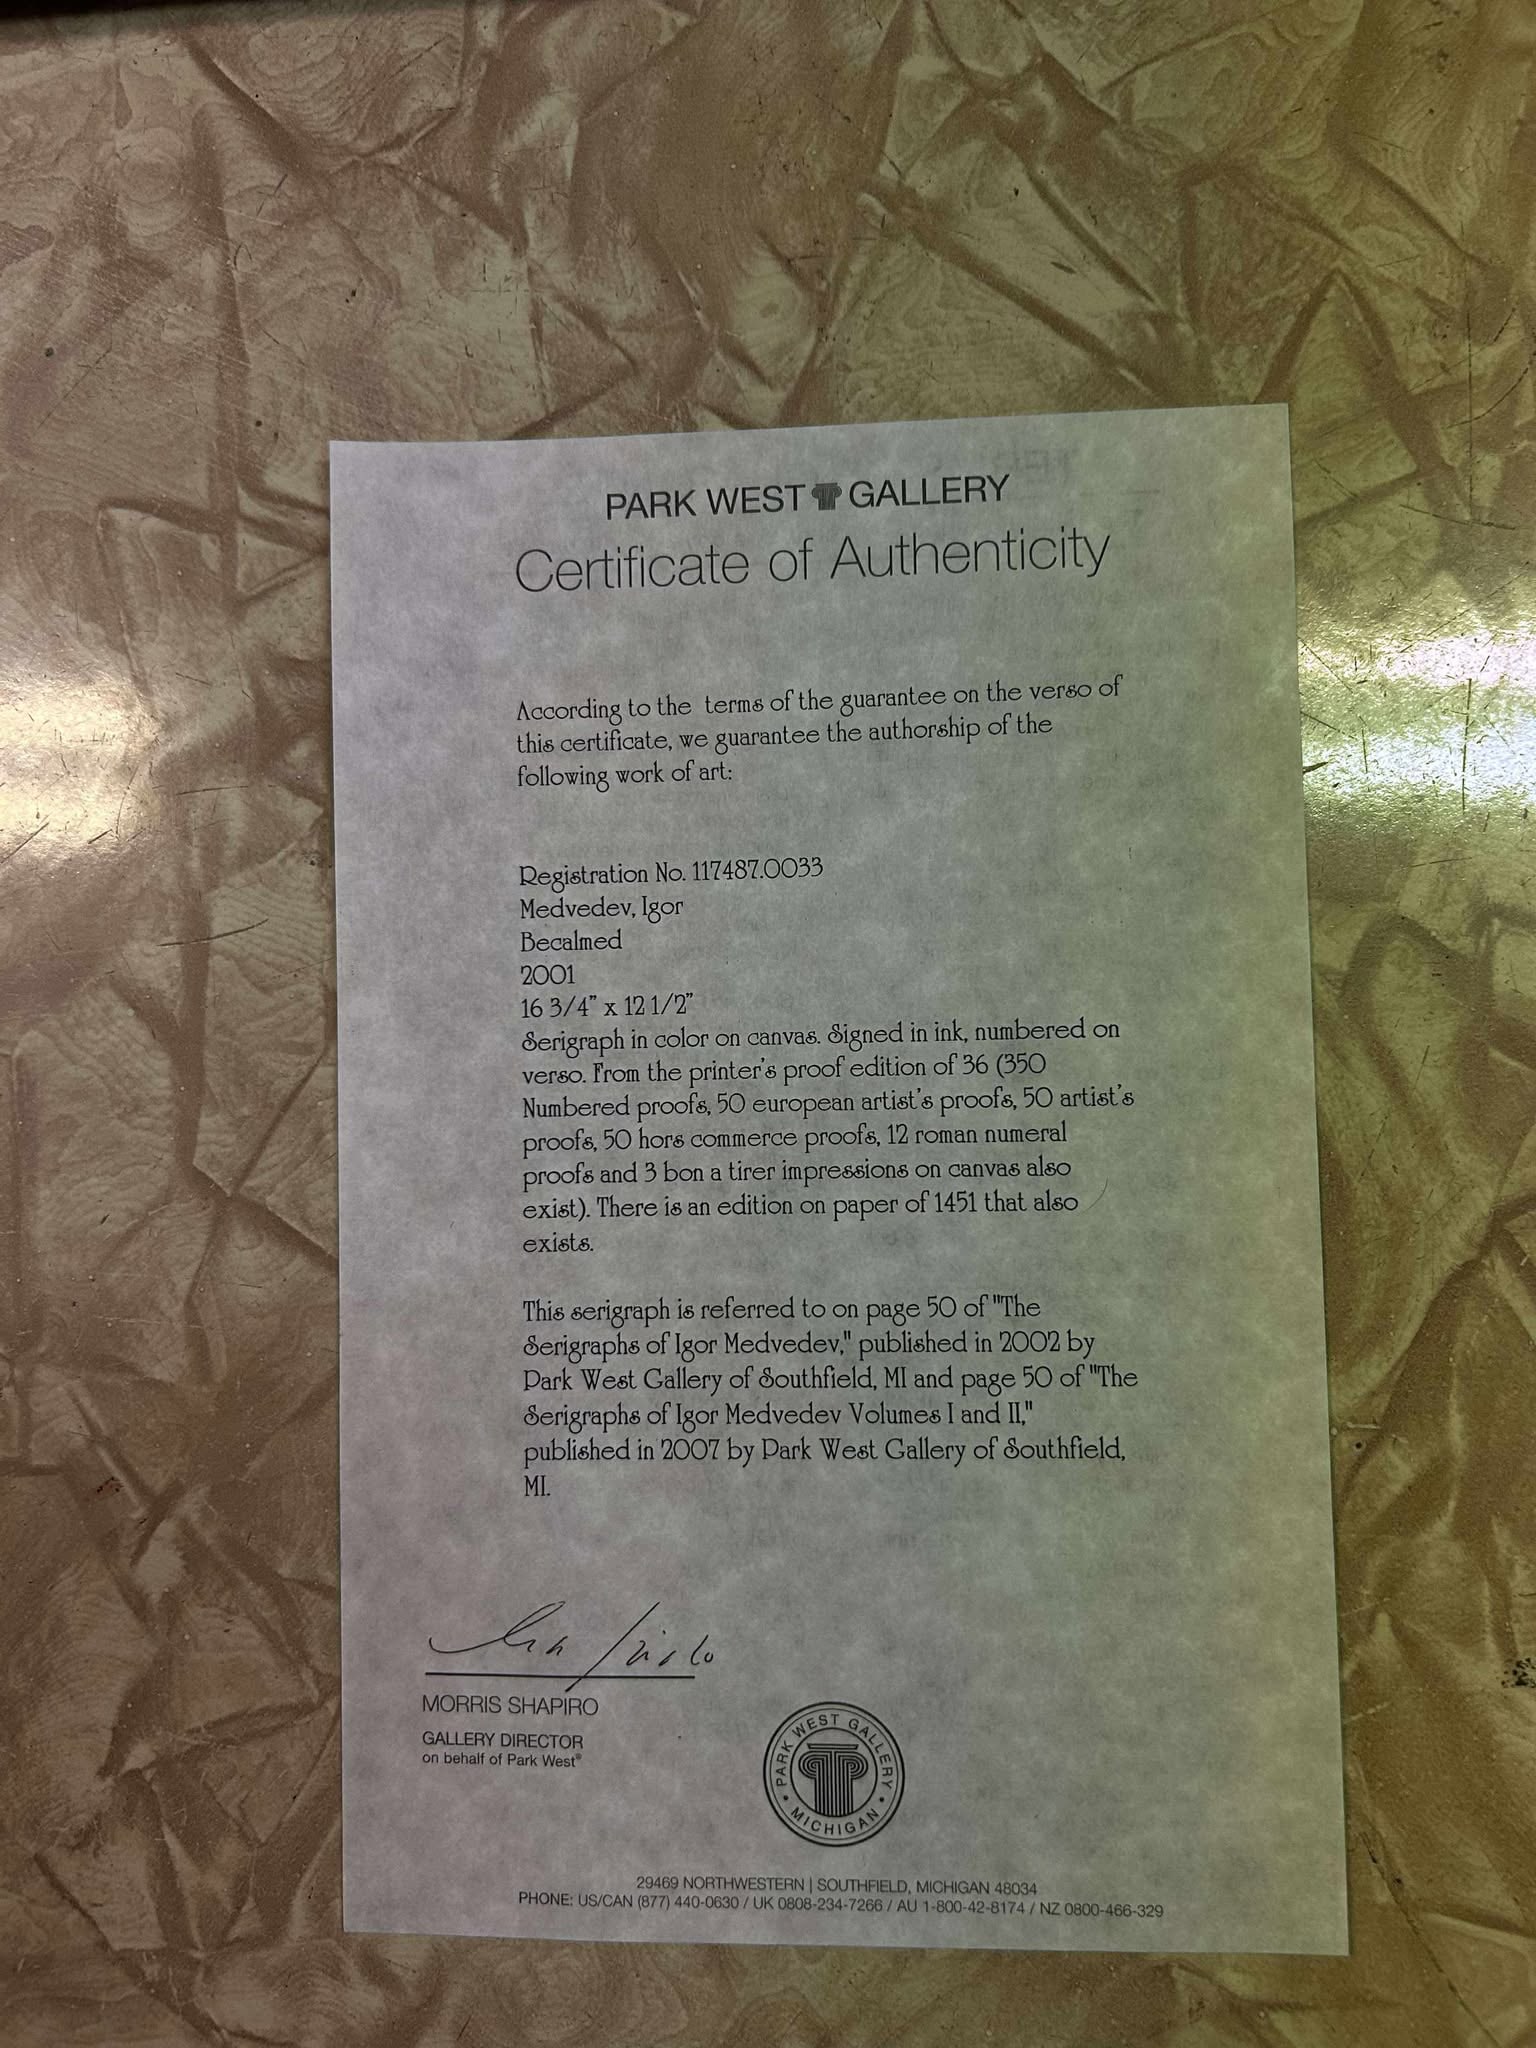 PARK WEST GALLERY
Certificate of Authenticity
According to the terms of the guarantee on the verso of
this certificate, we guarantee the authorship of the
following work of art:
Registration No. 117487.0033
Medvedev, Igor
Becalmed
2001
16 3/4" x 12 1/2"
Serigraph in color on canvas. Signed in ink, numbered on
verso. From the printer's proof edition of 36 (350
Numbered proofs, 50 european artist's proofs, 50 artist's
proofs, 50 hors commerce proofs, 12 roman numeral
proofs and 3 bon a tirer impressions on canvas also
exist). There is an edition on paper of 1451 that also
exists.
This serigraph is referred to on page 50 of "The
Serigraphs of Igor Medvedev," published in 2002 by
Park West Gallery of Southfield, MI and page 50 of "The
Serigraphs of Igor Medvedev Volumes I and II,"
published in 2007 by Park West Gallery of Southfield,
MI.
MORRIS SHAPIRO
GALLERY DIRECTOR
on behalf of Park West®
PARK WEST GALLERY • MICHIGAN •
29469 NORTHWESTERN | SOUTHFIELD, MICHIGAN 48034
PHONE: US/CAN (877) 440-0630 / UK 0808-234-7266 / AU 1-800-42-8174 / NZ 0800-466-329